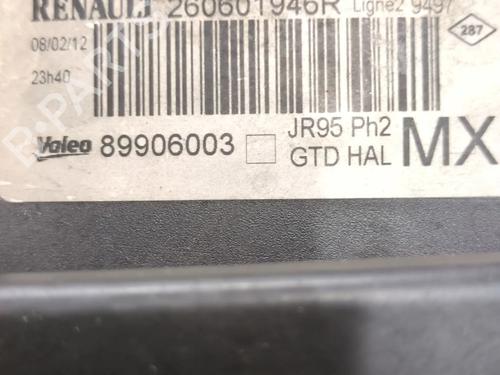 RENAULT 260601946R Ligne2 9497
08/02/12
287
23h40
Valeo 89906003 JR95 Ph2
GTD HAL MX